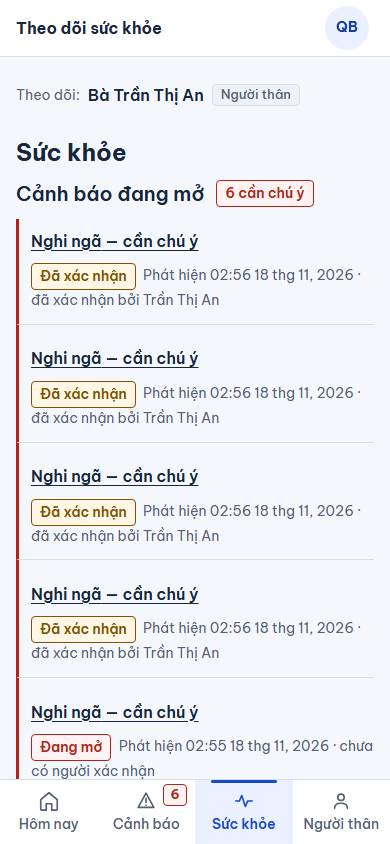 Theo dõi sức khỏe
QB
Theo dõi: Bà Trần Thị An Người thân
Sức khỏe
Cảnh báo đang mở 6 cần chú ý
Nghi ngã – cần chú ý
Đã xác nhận Phát hiện 02:56 18 thg 11, 2026 ·
đã xác nhận bởi Trần Thị An
Nghi ngã – cần chú ý
Đã xác nhận Phát hiện 02:56 18 thg 11, 2026 ·
đã xác nhận bởi Trần Thị An
Nghi ngã – cần chú ý
Đã xác nhận Phát hiện 02:56 18 thg 11, 2026 ·
đã xác nhận bởi Trần Thị An
Nghi ngã – cần chú ý
Đã xác nhận Phát hiện 02:56 18 thg 11, 2026 ·
đã xác nhận bởi Trần Thị An
Nghi ngã – cần chú ý
Đang mở Phát hiện 02:55 18 thg 11, 2026 · chưa
có người xác nhận
6
Hôm nay Cảnh báo Sức khỏe Người thân